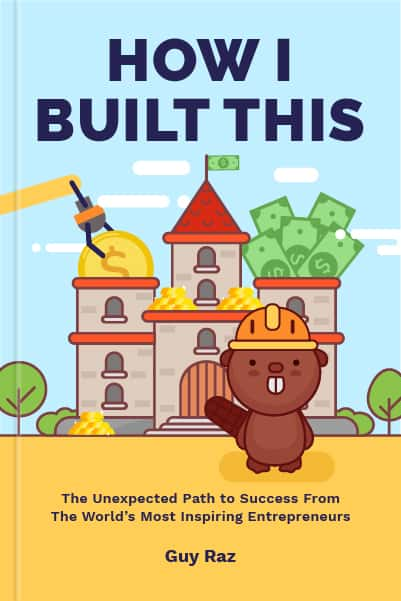 HOW I
BUILT THIS
$
$
$
$
The Unexpected Path to Success From
The World's Most Inspiring Entrepreneurs
Guy Raz